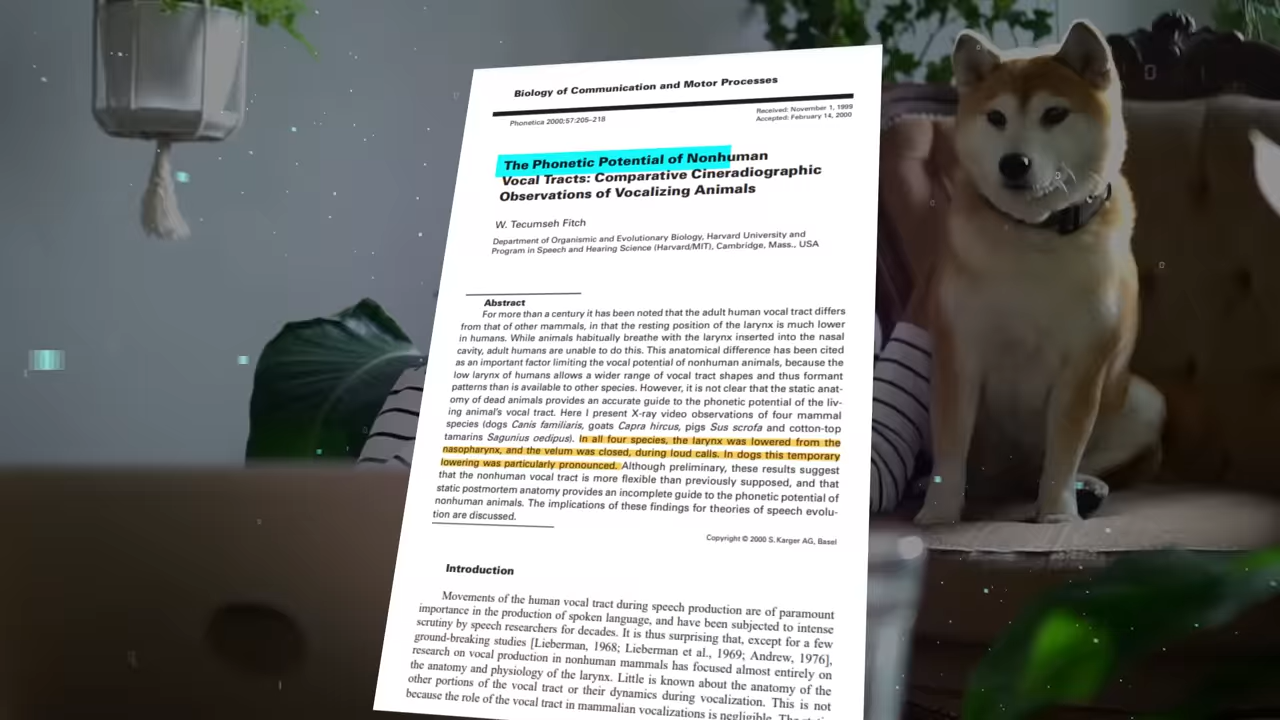 Biology of Communication and Motor Processes
Phonetica 2000;57:205–218
Received: November 1, 1999
Accepted: February 14, 2000
The Phonetic Potential of Nonhuman
Vocal Tracts: Comparative Cineradiographic
Observations of Vocalizing Animals
W. Tecumseh Fitch
Department of Organismic and Evolutionary Biology, Harvard University and
Program in Speech and Hearing Science (Harvard/MIT), Cambridge, Mass., USA
Abstract
For more than a century it has been noted that the adult human vocal tract differs
from that of other mammals, in that the resting position of the larynx is much lower
in humans. While animals habitually breathe with the larynx inserted into the nasal
cavity, adult humans are unable to do this. This anatomical difference has been cited
as an important factor limiting the vocal potential of nonhuman animals, because the
low larynx of humans allows a wider range of vocal tract shapes and thus formant
patterns than is available to other species. However, it is not clear that the static anat-
omy of dead animals provides an accurate guide to the phonetic potential of the liv-
ing animal's vocal tract. Here I present X-ray video observations of four mammal
species (dogs Canis familiaris, goats Capra hircus, pigs Sus scrofa and cotton-top
tamarins Sagunius oedipus). In all four species, the larynx was lowered from the
nasopharynx, and the velum was closed, during loud calls. In dogs this temporary
lowering was particularly pronounced. Although preliminary, these results suggest
that the nonhuman vocal tract is more flexible than previously supposed, and that
static postmortem anatomy provides an incomplete guide to the phonetic potential of
nonhuman animals. The implications of these findings for theories of speech evolu-
tion are discussed.
Copyright © 2000 S. Karger AG, Basel
Introduction
Movements of the human vocal tract during speech production are of paramount
importance in the production of spoken language, and have been subjected to intense
scrutiny by speech researchers for decades. It is thus surprising that, except for a few
ground-breaking studies [Lieberman, 1968; Lieberman et al., 1969; Andrew, 1976],
research on vocal production in nonhuman mammals has focused almost entirely on
the anatomy and physiology of the larynx. Little is known about the anatomy of the
other portions of the vocal tract or their dynamics during vocalization. This is not
because the role of the vocal tract in mammalian vocalizations is negligible. The